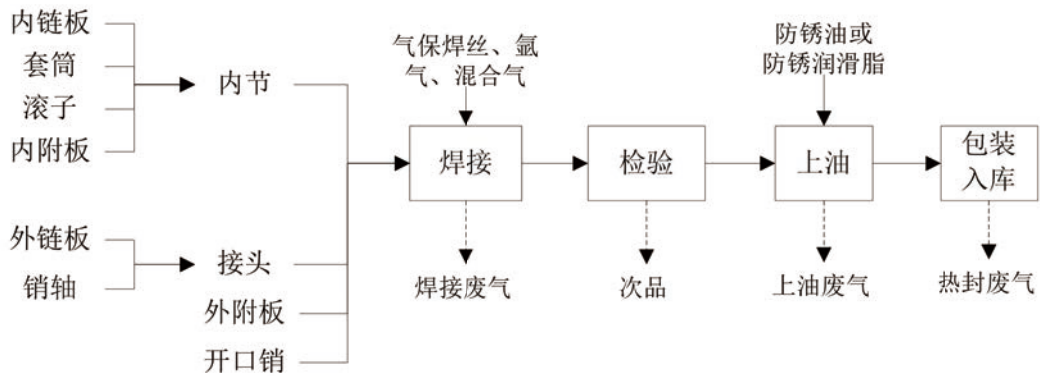 内链板
套筒
滚子
内附板
内节
外链板
销轴
接头
外附板
开口销
气保焊丝、氩
气、混合气
焊接
焊接废气
检验
次品
防锈油或
防锈润滑脂
上油
上油废气
包装
入库
热封废气